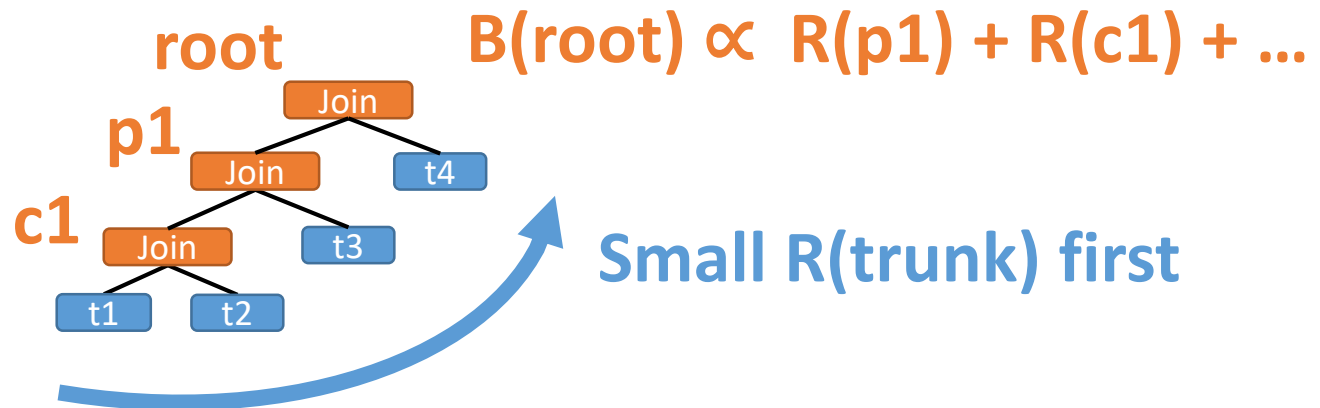 root
B(root) ∝ R(p1) + R(c1) + ...
Join
p1
Join
t4
c1
Join
t3
Small R(trunk) first
t1
t2